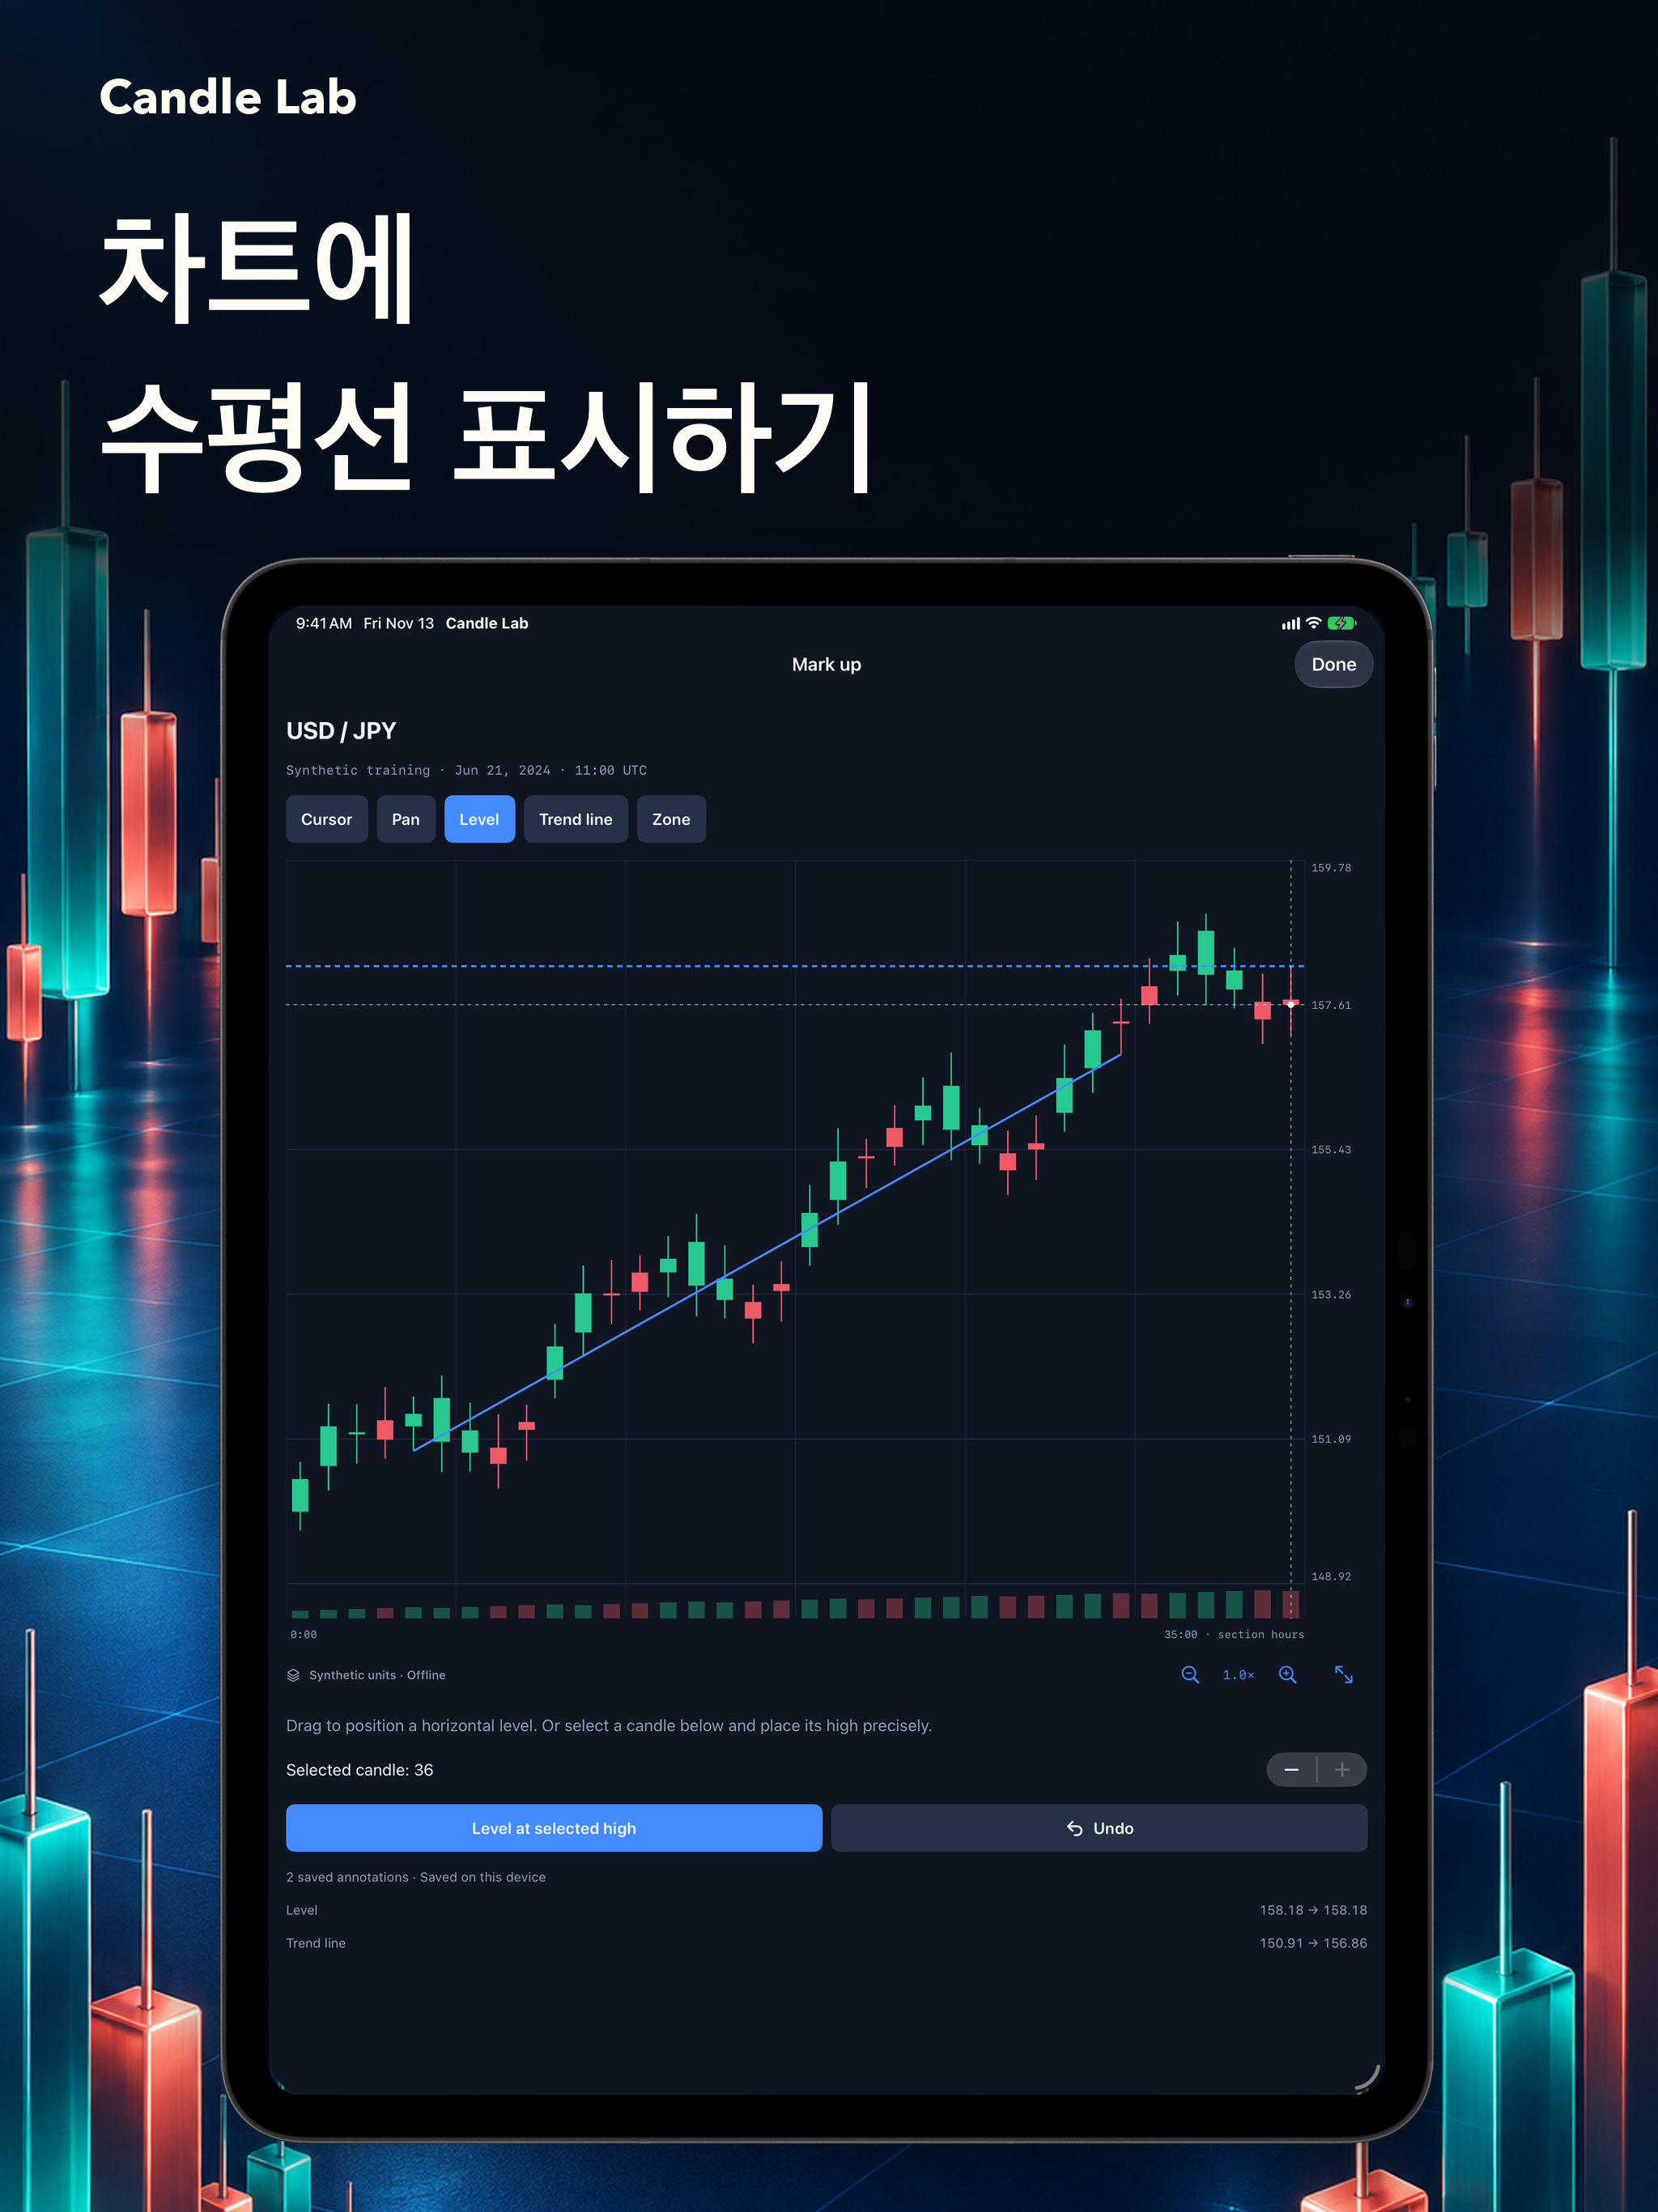 Candle Lab
차트에
수평선 표시하기
9:41 AM Fri Nov 13 Candle Lab
Mark up
Done
USD / JPY
Synthetic training · Jun 21, 2024 · 11:00 UTC
Cursor Pan Level Trend line Zone
159.78
157.61
155.43
153.26
151.09
148.92
0:00
35:00 · section hours
Synthetic units · Offline
1.0×
Drag to position a horizontal level. Or select a candle below and place its high precisely.
Selected candle: 36
Level at selected high
Undo
2 saved annotations · Saved on this device
Level 158.18 → 158.18
Trend line 150.91 → 156.86